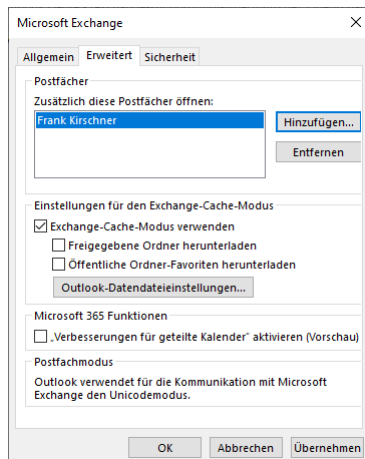 Microsoft Exchange
Allgemein Erweitert Sicherheit
Postfächer
Zusätzlich diese Postfächer öffnen:
Frank Kirschner
Hinzufügen...
Entfernen
Einstellungen für den Exchange-Cache-Modus
Exchange-Cache-Modus verwenden
Freigegebene Ordner herunterladen
Öffentliche Ordner-Favoriten herunterladen
Outlook-Datendateieinstellungen...
Microsoft 365 Funktionen
„Verbesserungen für geteilte Kalender“ aktivieren (Vorschau)
Postfachmodus
Outlook verwendet für die Kommunikation mit Microsoft
Exchange den Unicodemodus.
OK Abbrechen Übernehmen